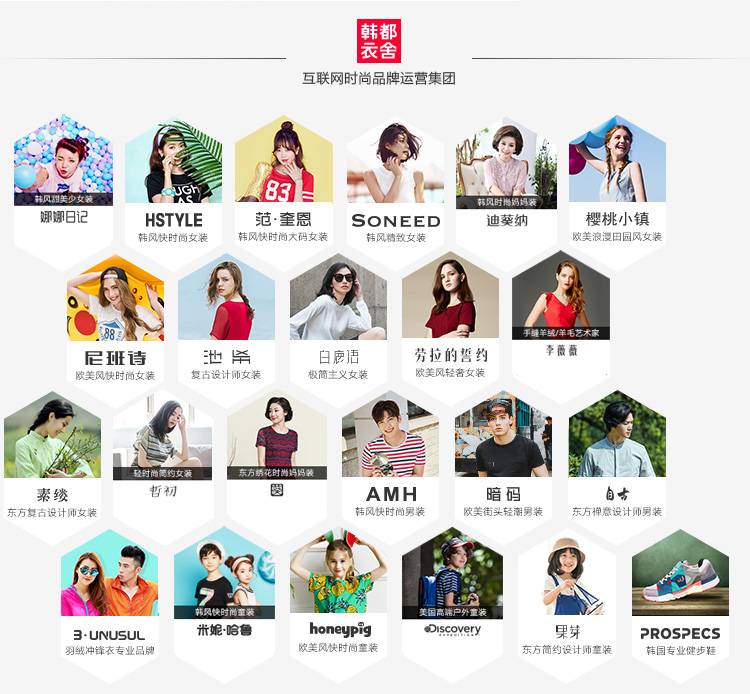 韩都
衣舍
互联网时尚品牌运营集团
韩风甜美少女装
娜娜日记
HSTYLE
韩风快时尚女装
83
范·奎恩
韩风快时尚大码女装
SONEED
韩风精致女装
韩风时尚妈妈装
迪葵纳
樱桃小镇
欧美浪漫田园风女装
88
尼班诗
欧美风快时尚女装
复古设计师女装
白鹿语
极简主义女装
劳拉的誓约
欧美风轻奢女装
手缝羊绒/羊毛艺术家
李薇薇
素缕
东方复古设计师女装
轻时尚简约女装
哲初
东方绣花时尚妈妈装
AMH
韩风快时尚男装
暗码
欧美街头轻潮男装
自古
东方禅意设计师男装
3·UNUSUL
羽绒冲锋衣专业品牌
7
韩风快时尚童装
米妮·哈鲁
honeypig
欧美风快时尚童装
美国高端户外童装
Discovery
EXPEDITION
果芽
东方简约设计师童装
PROSPECS
韩国专业健步鞋